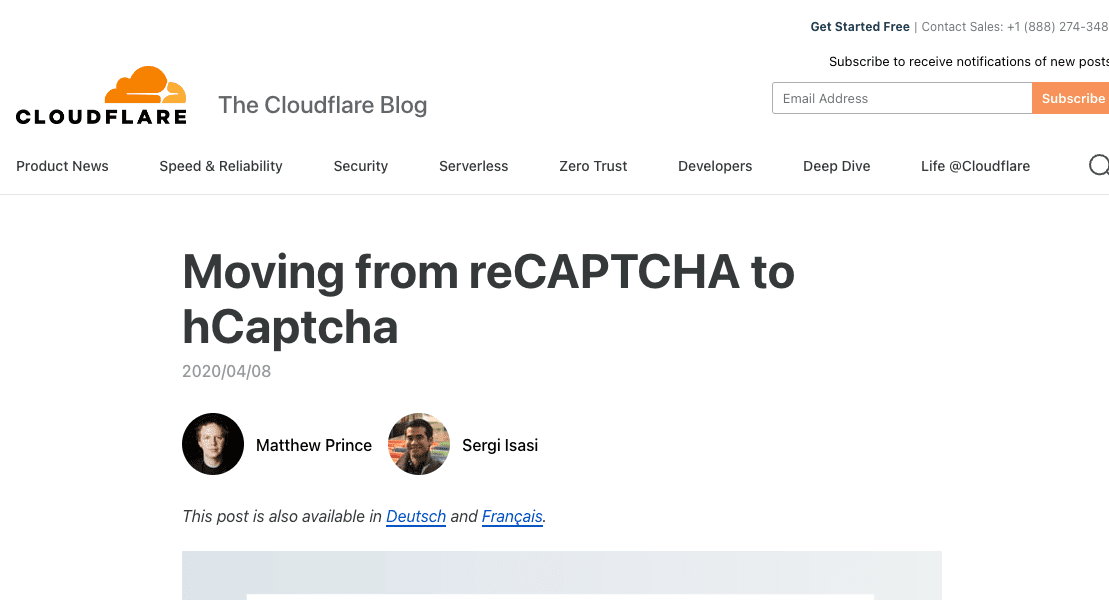 Get Started Free | Contact Sales: +1 (888) 274-348
Subscribe to receive notifications of new posts
Email Address
Subscribe
CLOUDFLARE
The Cloudflare Blog
Product News
Speed & Reliability
Security
Serverless
Zero Trust
Developers
Deep Dive
Life @Cloudflare
Moving from reCAPTCHA to
hCaptcha
2020/04/08
Matthew Prince
Sergi Isasi
This post is also available in Deutsch and Français.